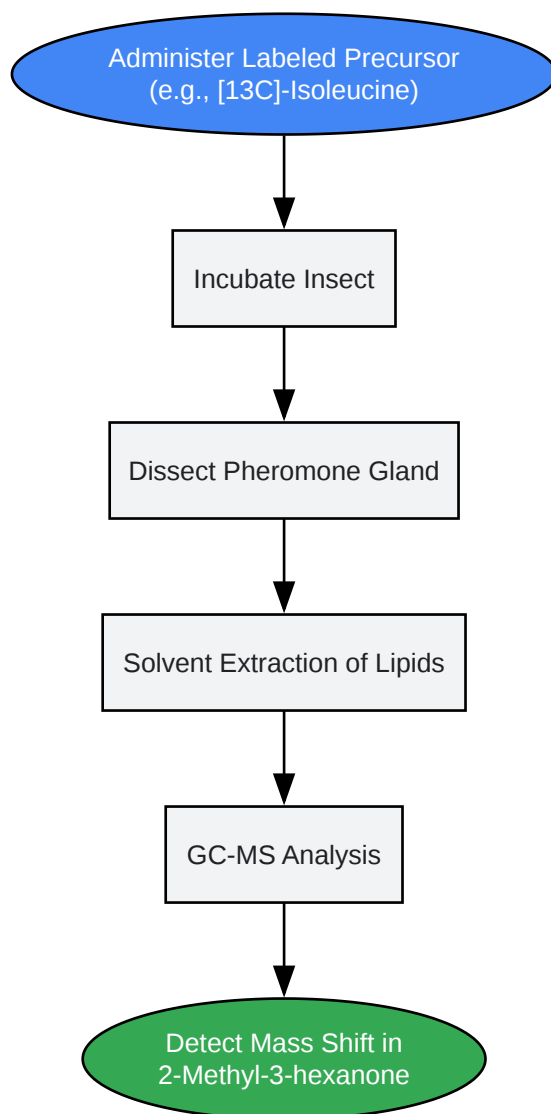 Administer Labeled Precursor
(e.g., [13C]-Isoleucine)
Incubate Insect
Dissect Pheromone Gland
Solvent Extraction of Lipids
GC-MS Analysis
Detect Mass Shift in
2-Methyl-3-hexanone